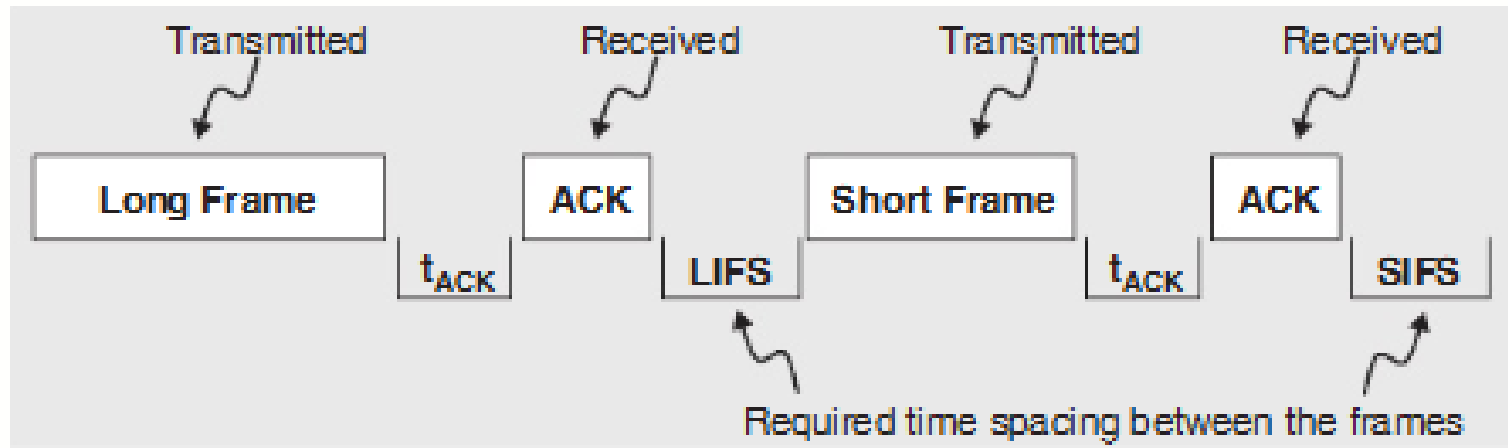 Transmitted Received Transmitted Received
Long Frame ACK Short Frame ACK
tACK LIFS tACK SIFS
Required time spacing between the frames